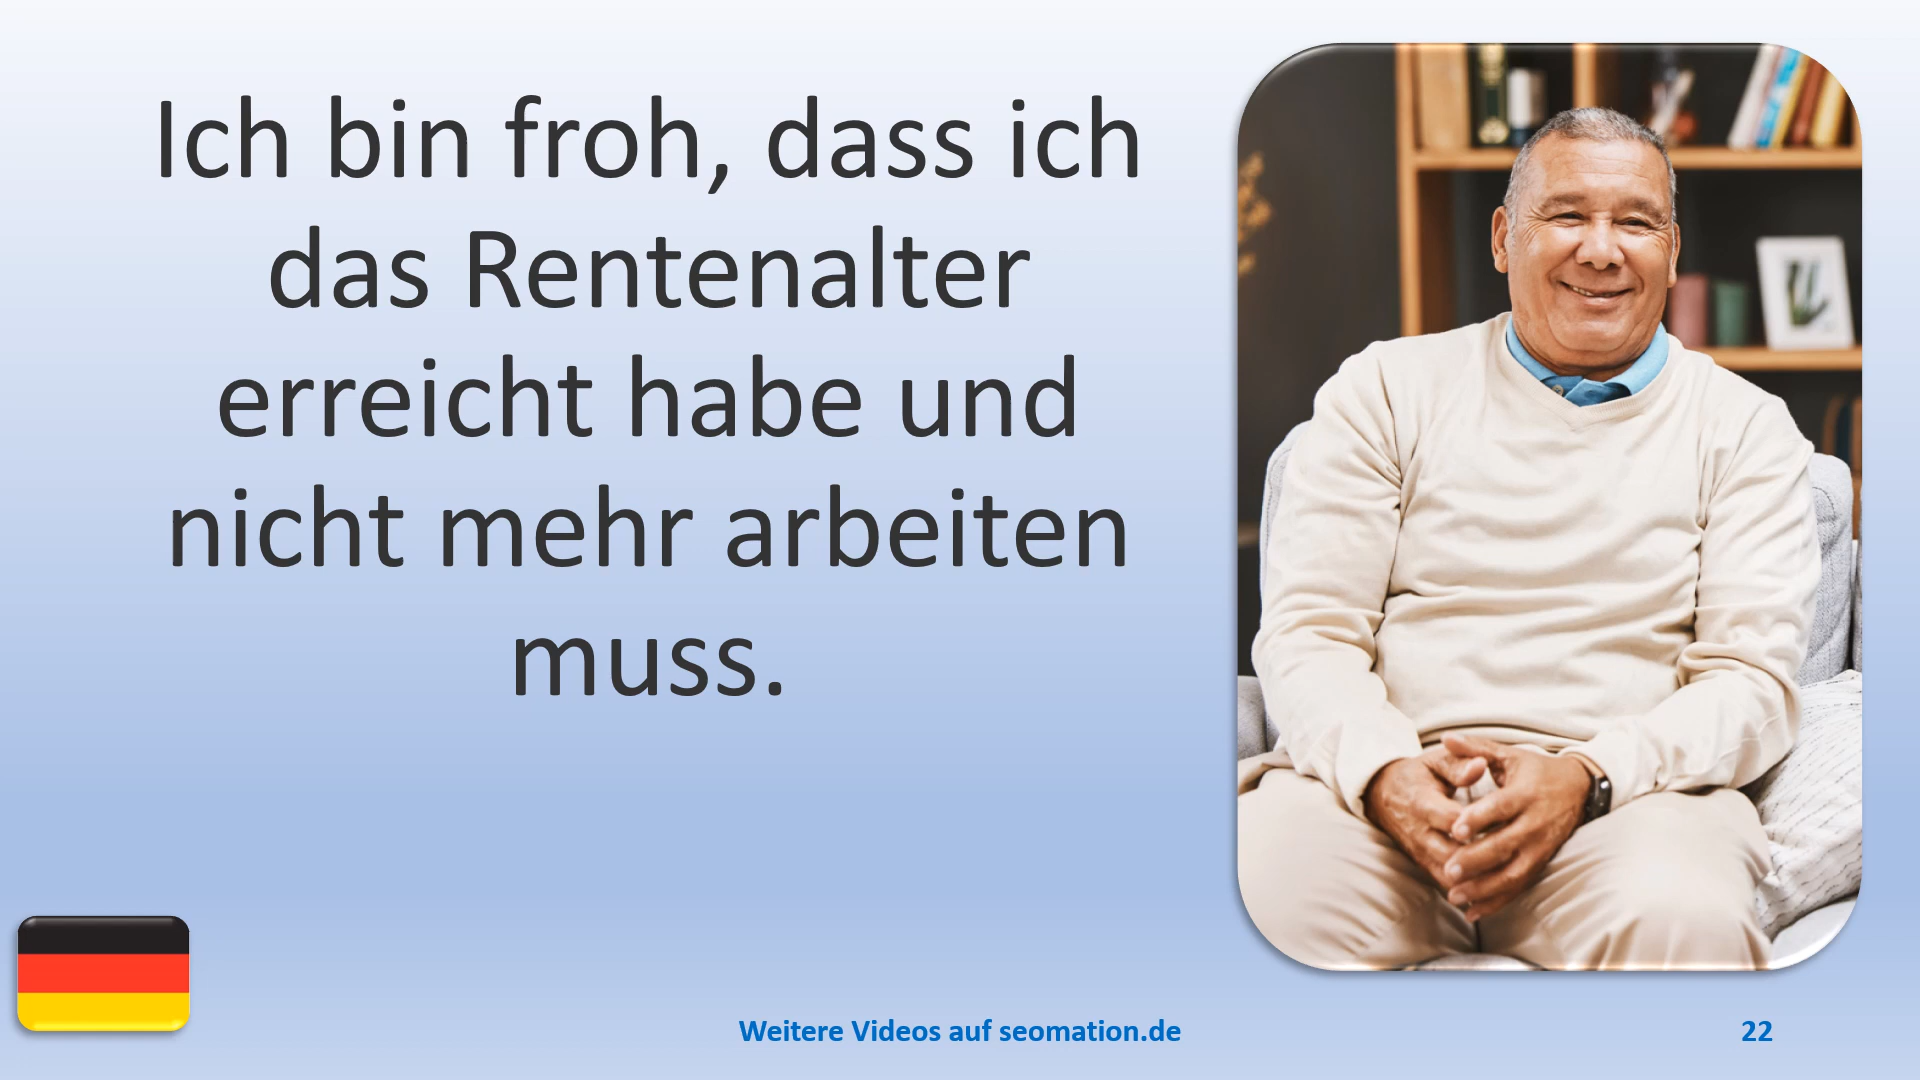 Ich bin froh, dass ich
das Rentenalter
erreicht habe und
nicht mehr arbeiten
muss.
Weitere Videos auf seomation.de
22